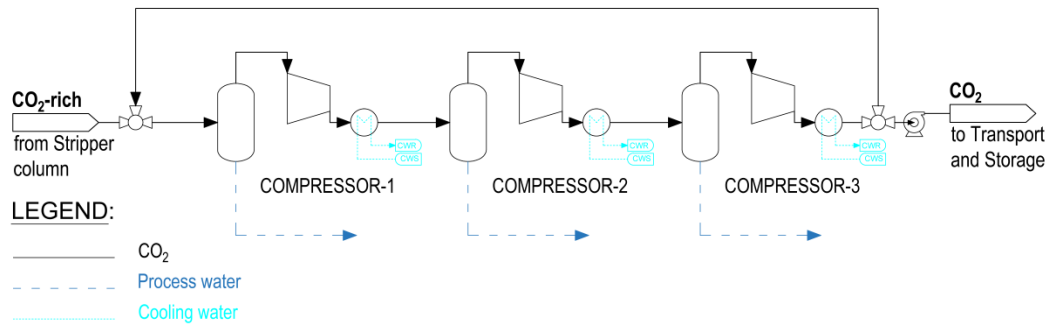 CO₂-rich
from Stripper
column
CWR
CWS
CWR
CWS
CWR
CWS
CO₂
to Transport
and Storage
COMPRESSOR-1
COMPRESSOR-2
COMPRESSOR-3
LEGEND:
CO₂
Process water
Cooling water